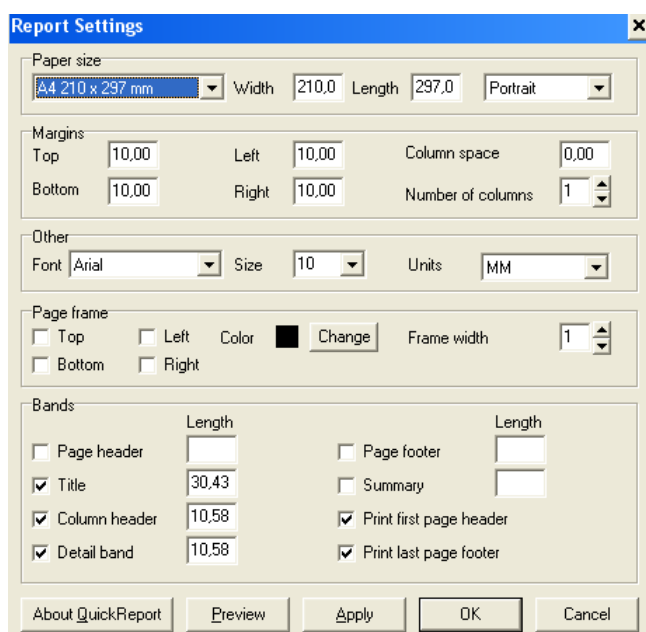 Report Settings
Paper size
A4 210 x 297 mm Width 210,0 Length 297,0 Portrait
Margins
Top 10,00 Left 10,00 Column space 0,00
Bottom 10,00 Right 10,00 Number of columns 1
Other
Font Arial Size 10 Units MM
Page frame
Top Left Color Change Frame width 1
Bottom Right
Bands
Length Length
Page header Page footer
Title 30,43 Summary
Column header 10,58 Print first page header
Detail band 10,58 Print last page footer
About QuickReport Preview Apply OK Cancel